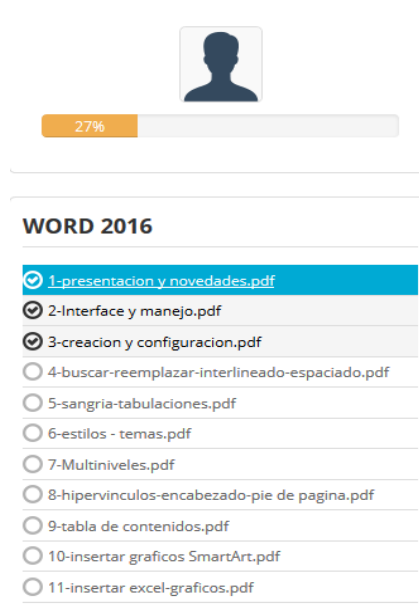 27%
WORD 2016
1-presentacion y novedades.pdf
2-Interface y manejo.pdf
3-creacion y configuracion.pdf
4-buscar-reemplazar-interlineado-espaciado.pdf
5-sangria-tabulaciones.pdf
6-estilos - temas.pdf
7-Multiniveles.pdf
8-hipervinculos-encabezado-pie de pagina.pdf
9-tabla de contenidos.pdf
10-insertar graficos SmartArt.pdf
11-insertar excel-graficos.pdf